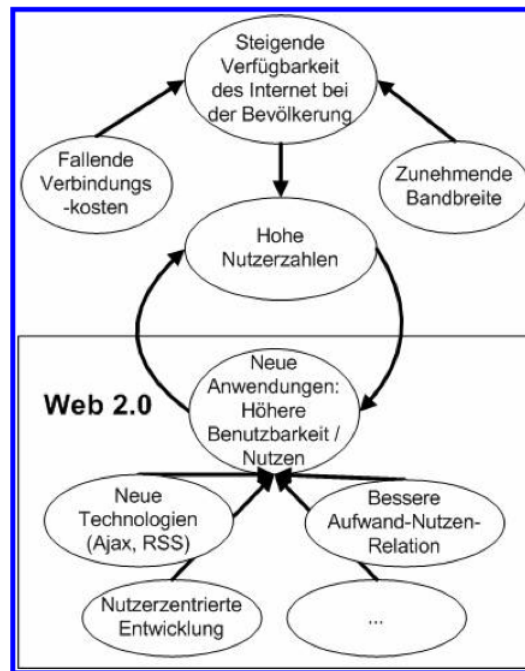 Steigende
Verfügbarkeit
des Internet bei
der Bevölkerung
Fallende
Verbindungs
-kosten
Zunehmende
Bandbreite
Hohe
Nutzerzahlen
Web 2.0
Neue
Anwendungen:
Höhere
Benutzbarkeit /
Nutzen
Neue
Technologien
(Ajax, RSS)
Bessere
Aufwand-Nutzen-
Relation
Nutzerzentrierte
Entwicklung
...